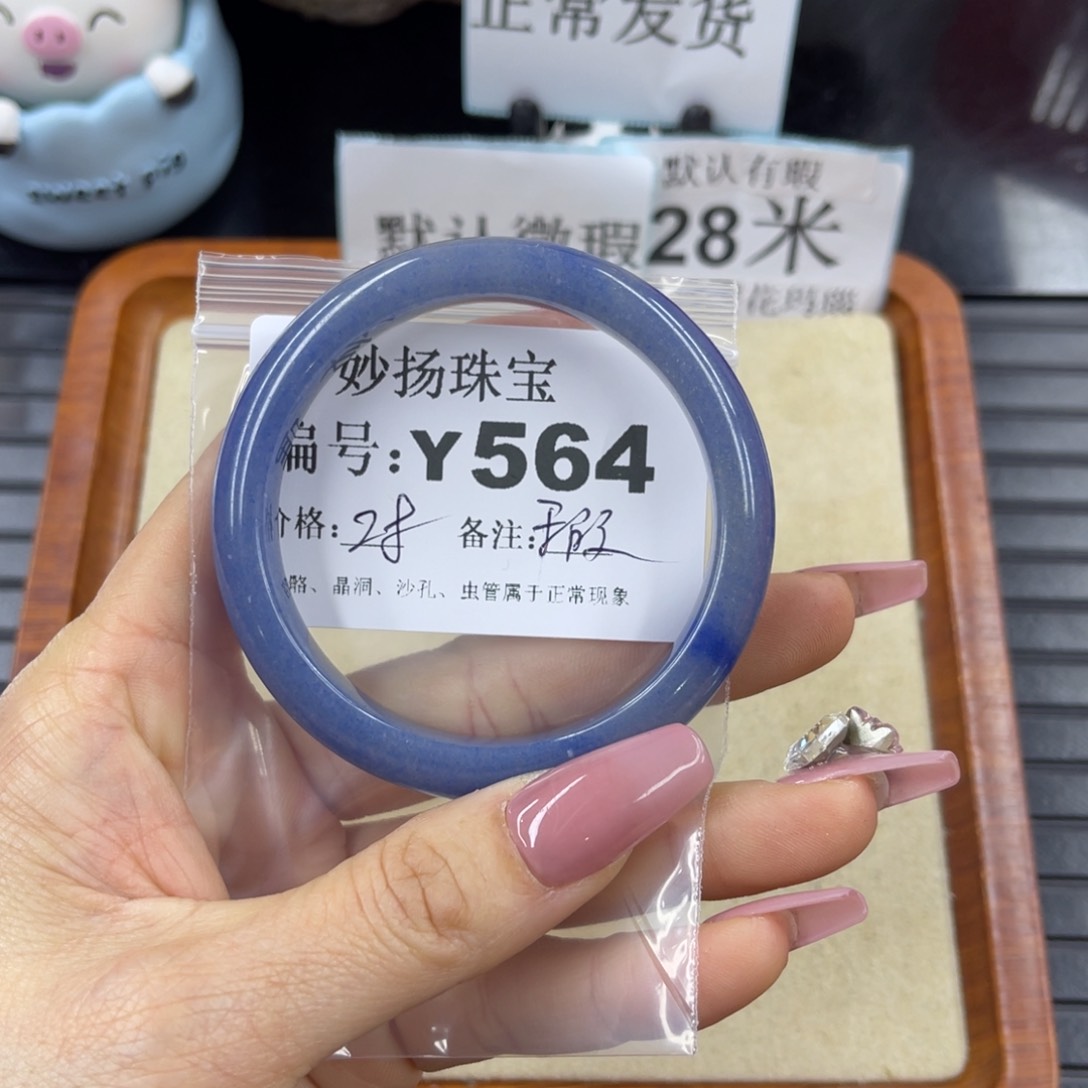 正常发货
默认有暇
默认微瑕
28米
妙扬珠宝
编号:Y564
价格:28 备注:无瑕
、晶洞、沙孔、虫管属于正常现象